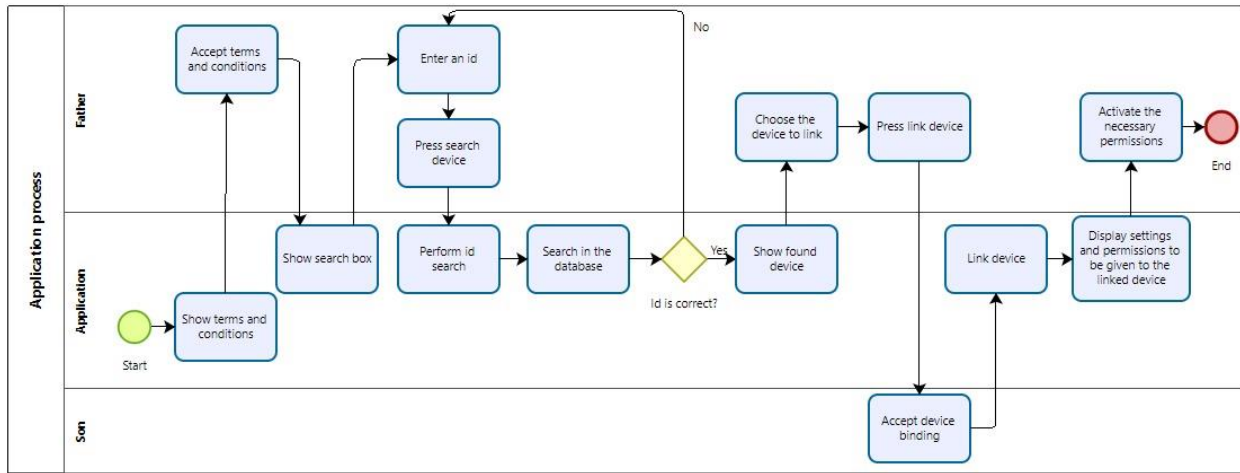 Application process
Father
Accept terms
and conditions
Enter an id
No
Press search
device
Choose the
device to link
Press link device
Activate the
necessary
permissions
End
Application
Start
Show terms and
conditions
Show search box
Perform id
search
Search in the
database
Id is correct?
Yes
Show found
device
Link device
Display settings
and permissions to
be given to the
linked device
Son
Accept device
binding